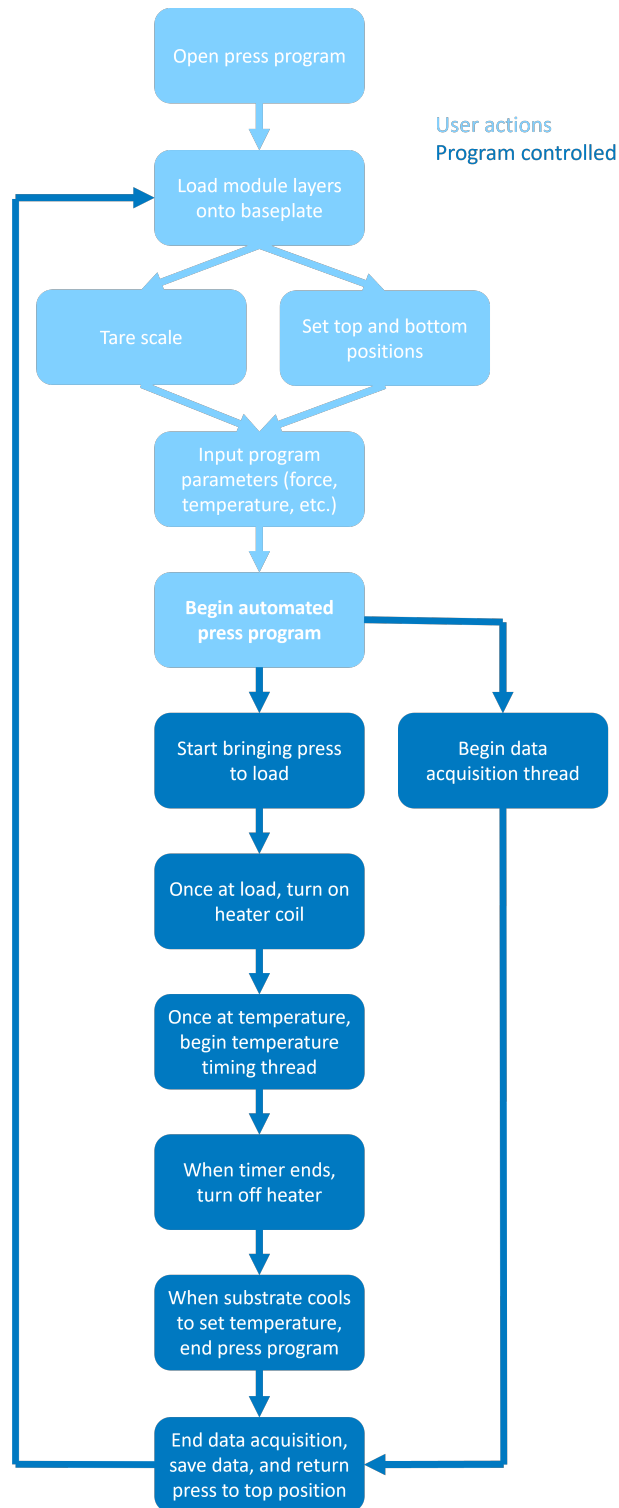 Open press program
User actions
Program controlled
Load module layers
onto baseplate
Tare scale
Set top and bottom
positions
Input program
parameters (force,
temperature, etc.)
Begin automated
press program
Start bringing press
to load
Begin data
acquisition thread
Once at load, turn on
heater coil
Once at temperature,
begin temperature
timing thread
When timer ends,
turn off heater
When substrate cools
to set temperature,
end press program
End data acquisition,
save data, and return
press to top position